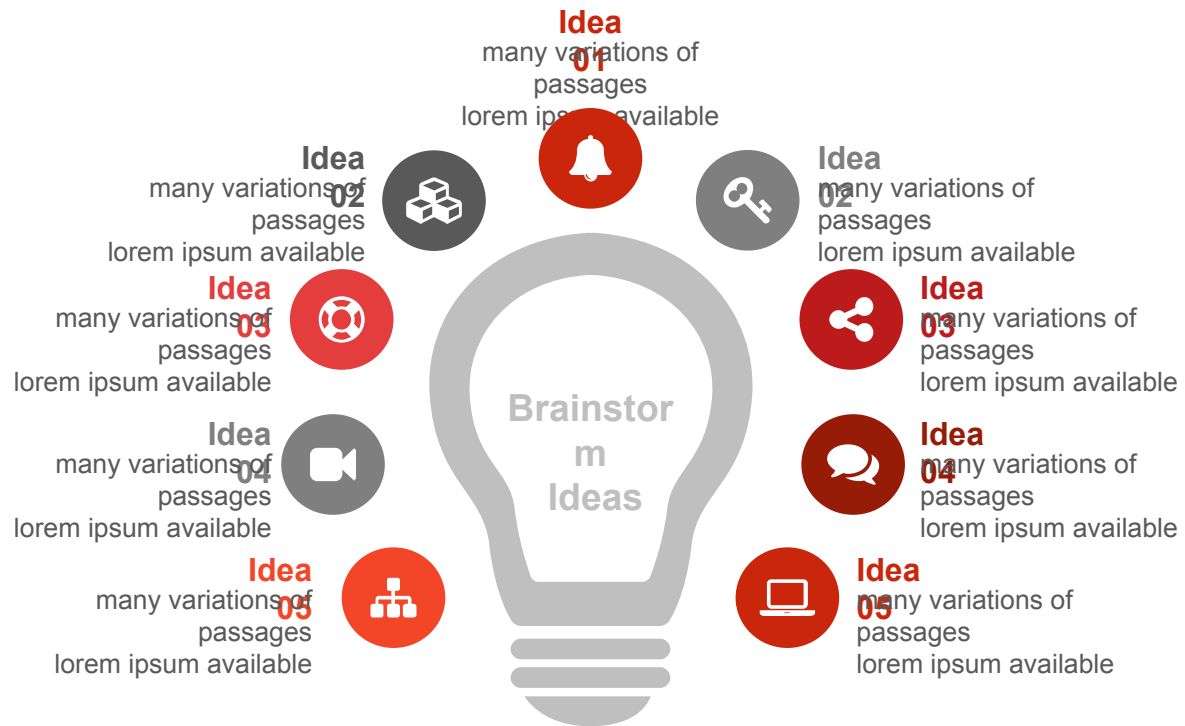 Idea
01
many variations of
passages
lorem ipsum available
Idea
02
many variations of
passages
lorem ipsum available
Idea
02
many variations of
passages
lorem ipsum available
Idea
03
many variations of
passages
lorem ipsum available
Idea
03
many variations of
passages
lorem ipsum available
Brainstor
m
Ideas
Idea
04
many variations of
passages
lorem ipsum available
Idea
04
many variations of
passages
lorem ipsum available
Idea
05
many variations of
passages
lorem ipsum available
Idea
05
many variations of
passages
lorem ipsum available